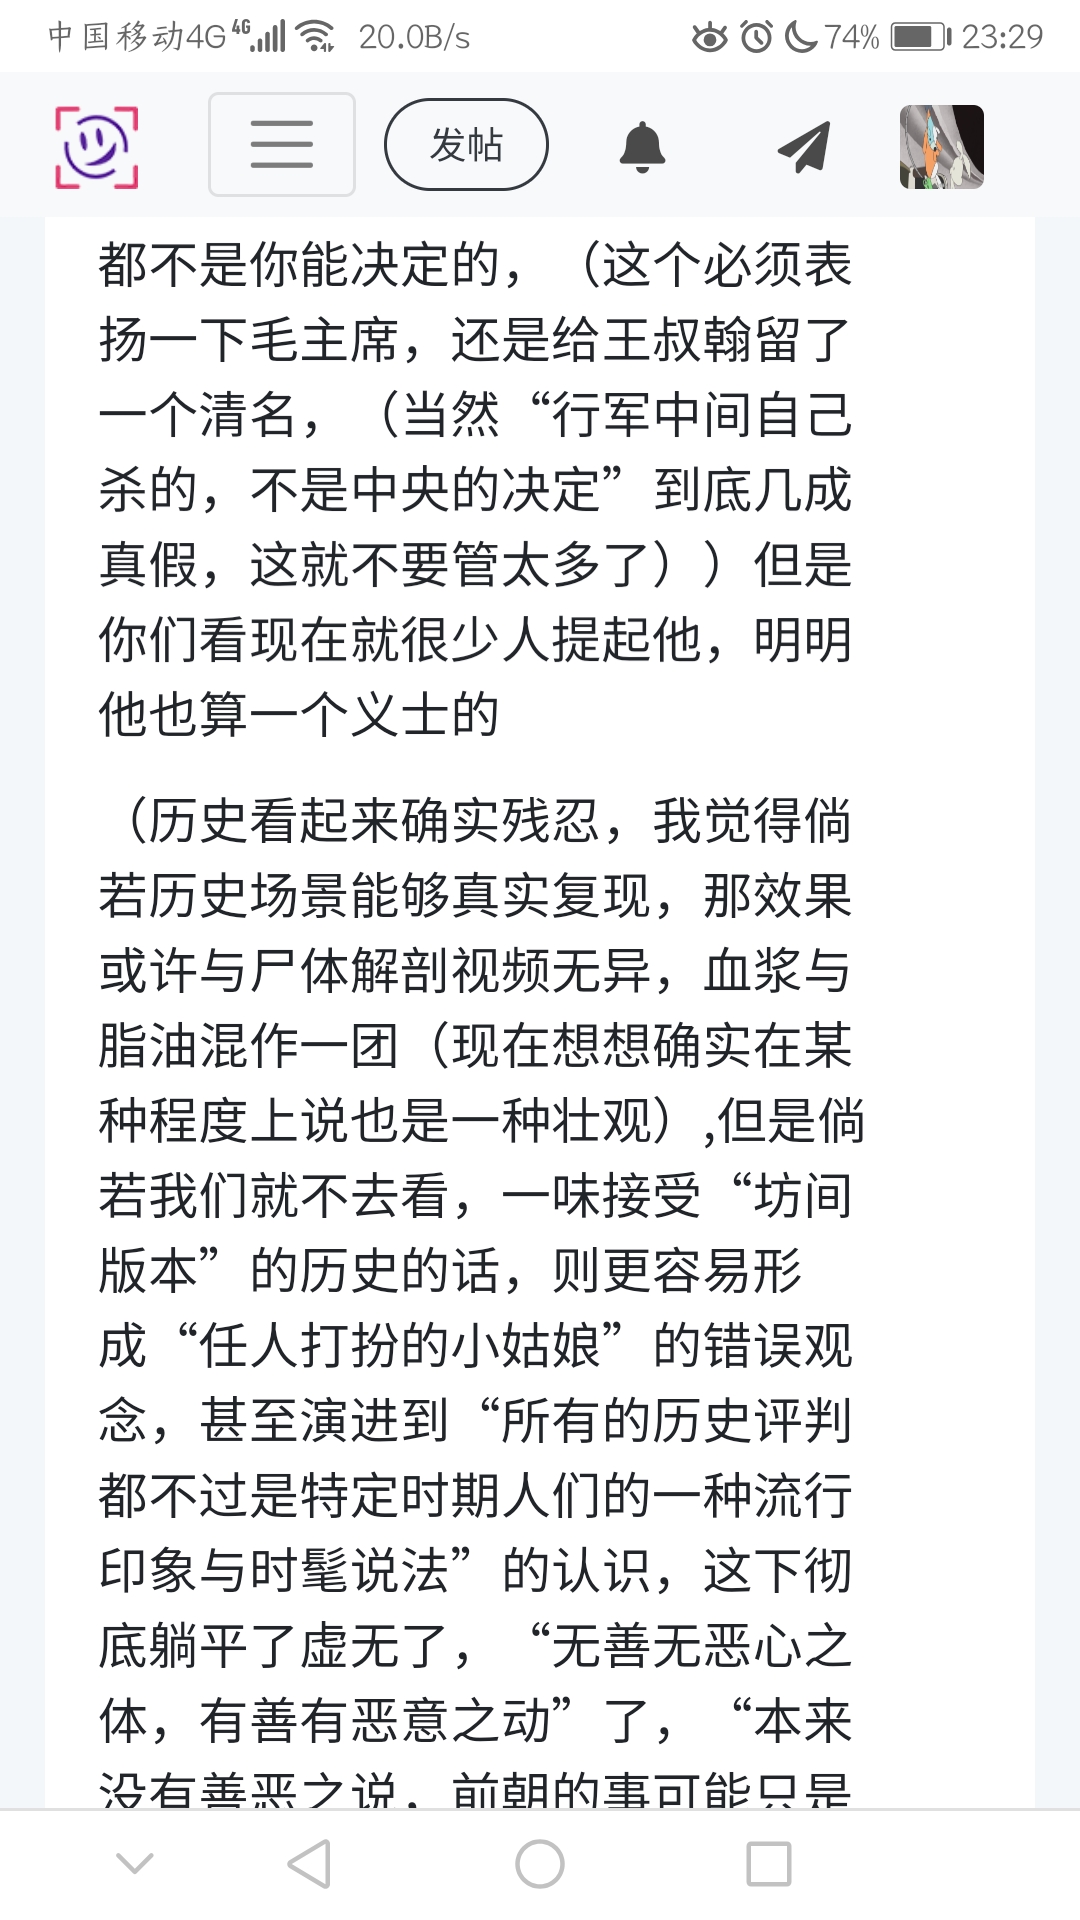 中国移动4G 4G 20.0B/s 74% 23:29
发帖
都不是你能决定的，（这个必须表
扬一下毛主席，还是给王叔翰留了
一个清名，（当然“行军中间自己
杀的，不是中央的决定”到底几成
真假，这就不要管太多了））但是
你们看现在就很少人提起他，明明
他也算一个义士的
（历史看起来确实残忍，我觉得倘
若历史场景能够真实复现，那效果
或许与尸体解剖视频无异，血浆与
脂油混作一团（现在想想确实在某
种程度上说也是一种壮观）,但是倘
若我们就不去看，一味接受“坊间
版本”的历史的话，则更容易形
成“任人打扮的小姑娘”的错误观
念，甚至演进到“所有的历史评判
都不过是特定时期人们的一种流行
印象与时髦说法”的认识，这下彻
底躺平了虚无了，“无善无恶心之
体，有善有恶意之动”了，“本来
没有善恶之说，前朝的事可能只是